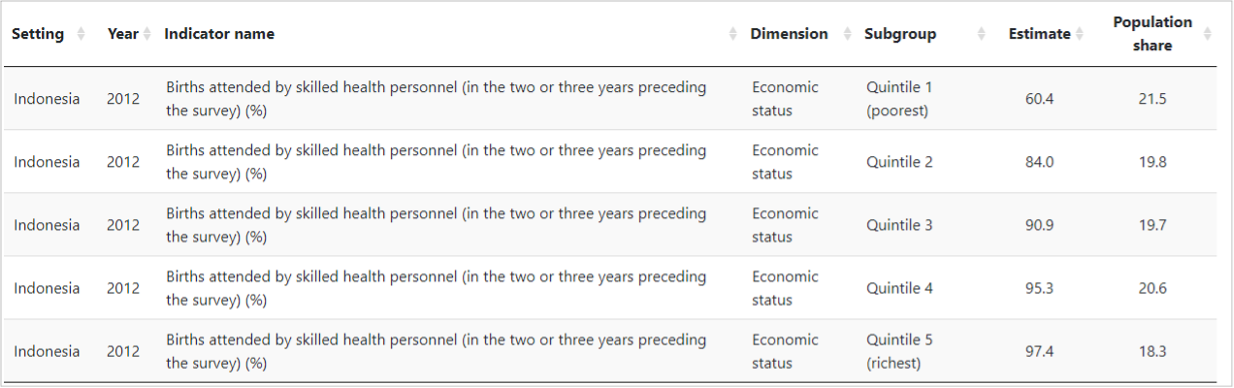 Setting Year Indicator name Dimension Subgroup Estimate Population
share
Indonesia 2012 Births attended by skilled health personnel (in the two or three years preceding Economic Quintile 1 60.4 21.5
the survey) (%) status (poorest)
Indonesia 2012 Births attended by skilled health personnel (in the two or three years preceding Economic Quintile 2 84.0 19.8
the survey) (%) status
Indonesia 2012 Births attended by skilled health personnel (in the two or three years preceding Economic Quintile 3 90.9 19.7
the survey) (%) status
Indonesia 2012 Births attended by skilled health personnel (in the two or three years preceding Economic Quintile 4 95.3 20.6
the survey) (%) status
Indonesia 2012 Births attended by skilled health personnel (in the two or three years preceding Economic Quintile 5 97.4 18.3
the survey) (%) status (richest)